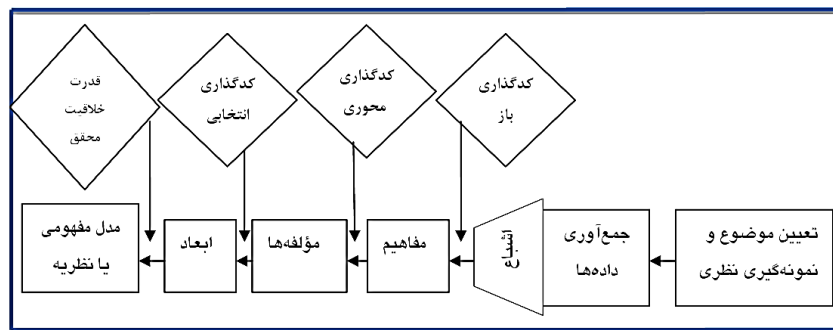 کدگذاری
باز
کدگذاری
محوری
کدگذاری
انتخابی
قدرت
خلاقیت
محقق
تعیین موضوع و
نمونه‌گیری نظری
جمع‌آوری
داده‌ها
اشباع
مفاهیم
مؤلفه‌ها
ابعاد
مدل مفهومی
یا نظریه